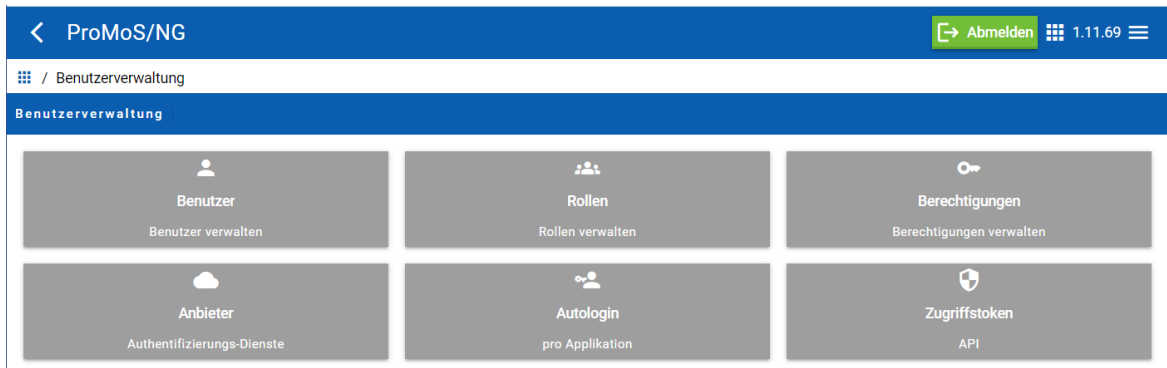 ProMoS/NG
Abmelden 1.11.69
/ Benutzerverwaltung
Benutzerverwaltung
Benutzer
Benutzer verwalten
Rollen
Rollen verwalten
Berechtigungen
Berechtigungen verwalten
Anbieter
Authentifizierungs-Dienste
Autologin
pro Applikation
Zugriffstoken
API